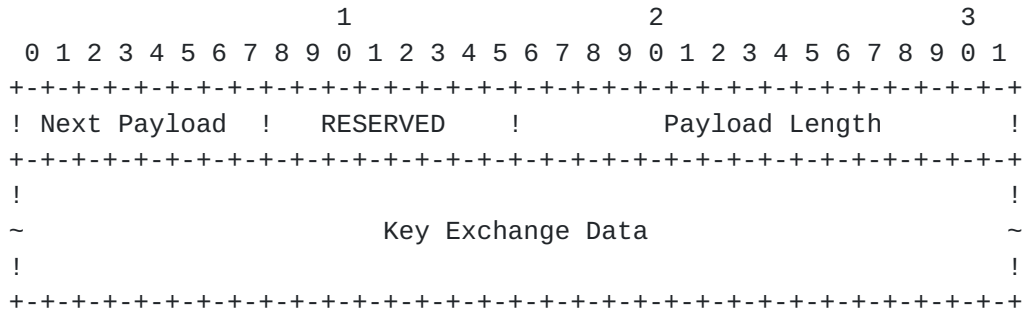 1                   2                   3
 0 1 2 3 4 5 6 7 8 9 0 1 2 3 4 5 6 7 8 9 0 1 2 3 4 5 6 7 8 9 0 1
+-+-+-+-+-+-+-+-+-+-+-+-+-+-+-+-+-+-+-+-+-+-+-+-+-+-+-+-+-+-+-+-+
! Next Payload  !   RESERVED    !         Payload Length        !
+-+-+-+-+-+-+-+-+-+-+-+-+-+-+-+-+-+-+-+-+-+-+-+-+-+-+-+-+-+-+-+-+
!                                                               !
~                       Key Exchange Data                       ~
!                                                               !
+-+-+-+-+-+-+-+-+-+-+-+-+-+-+-+-+-+-+-+-+-+-+-+-+-+-+-+-+-+-+-+-+